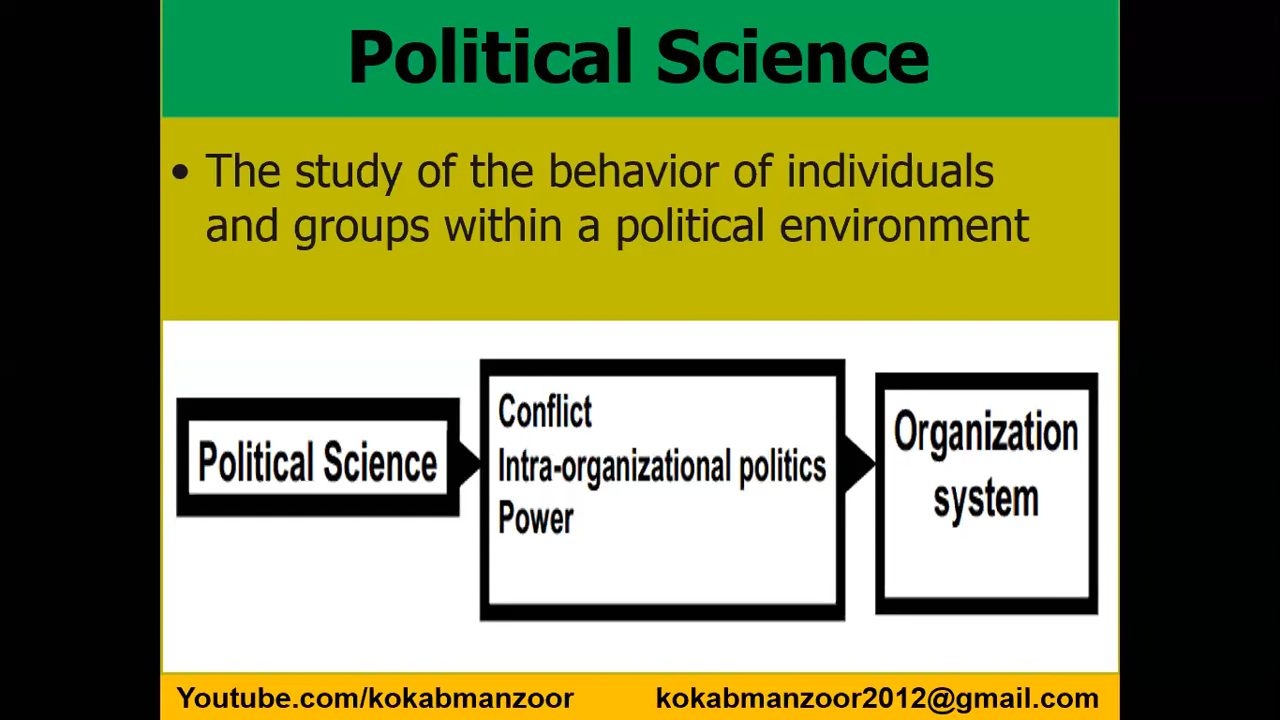 Political Science
• The study of the behavior of individuals
and groups within a political environment
Political Science
Conflict
Intra-organizational politics
Power
Organization
system
Youtube.com/kokabmanzoor
kokabmanzoor2012@gmail.com